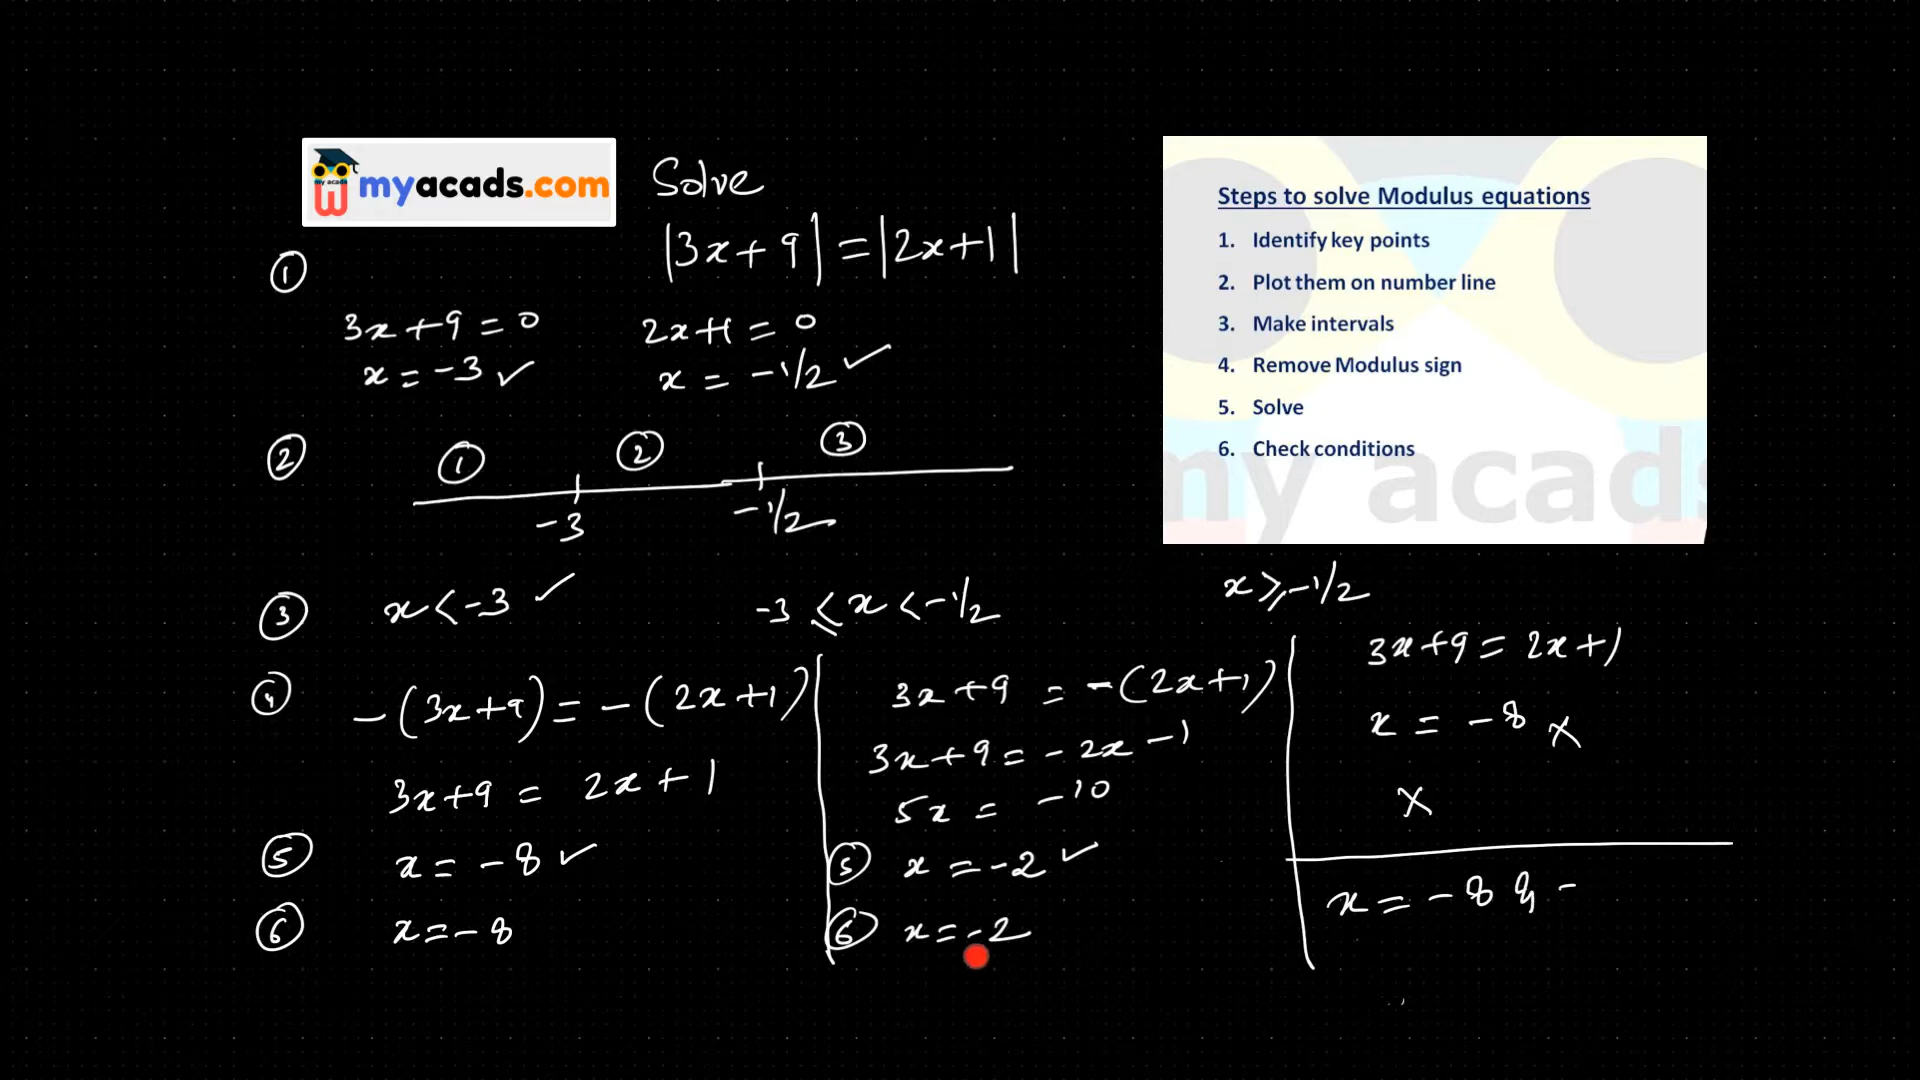 my acads
myacads.com
Solve
|3x+9| = |2x+1|
Steps to solve Modulus equations
1. Identify key points
2. Plot them on number line
3. Make intervals
4. Remove Modulus sign
5. Solve
6. Check conditions
my acads
①
3x+9=0
x=-3 ✓
2x+1=0
x = -1/2 ✓
②
① ② ③
-3 -1/2
③ x<-3 ✓
-3 ≤ x < -1/2
x ≥ -1/2
④ -(3x+9) = -(2x+1)
3x+9 = 2x+1
⑤ x = -8 ✓
⑥ x=-8
3x+9 = -(2x+1)
3x+9 = -2x-1
5x = -10
⑤ x = -2 ✓
⑥ x=-2
3x+9 = 2x+1
x = -8 X
X
x = -8 & -